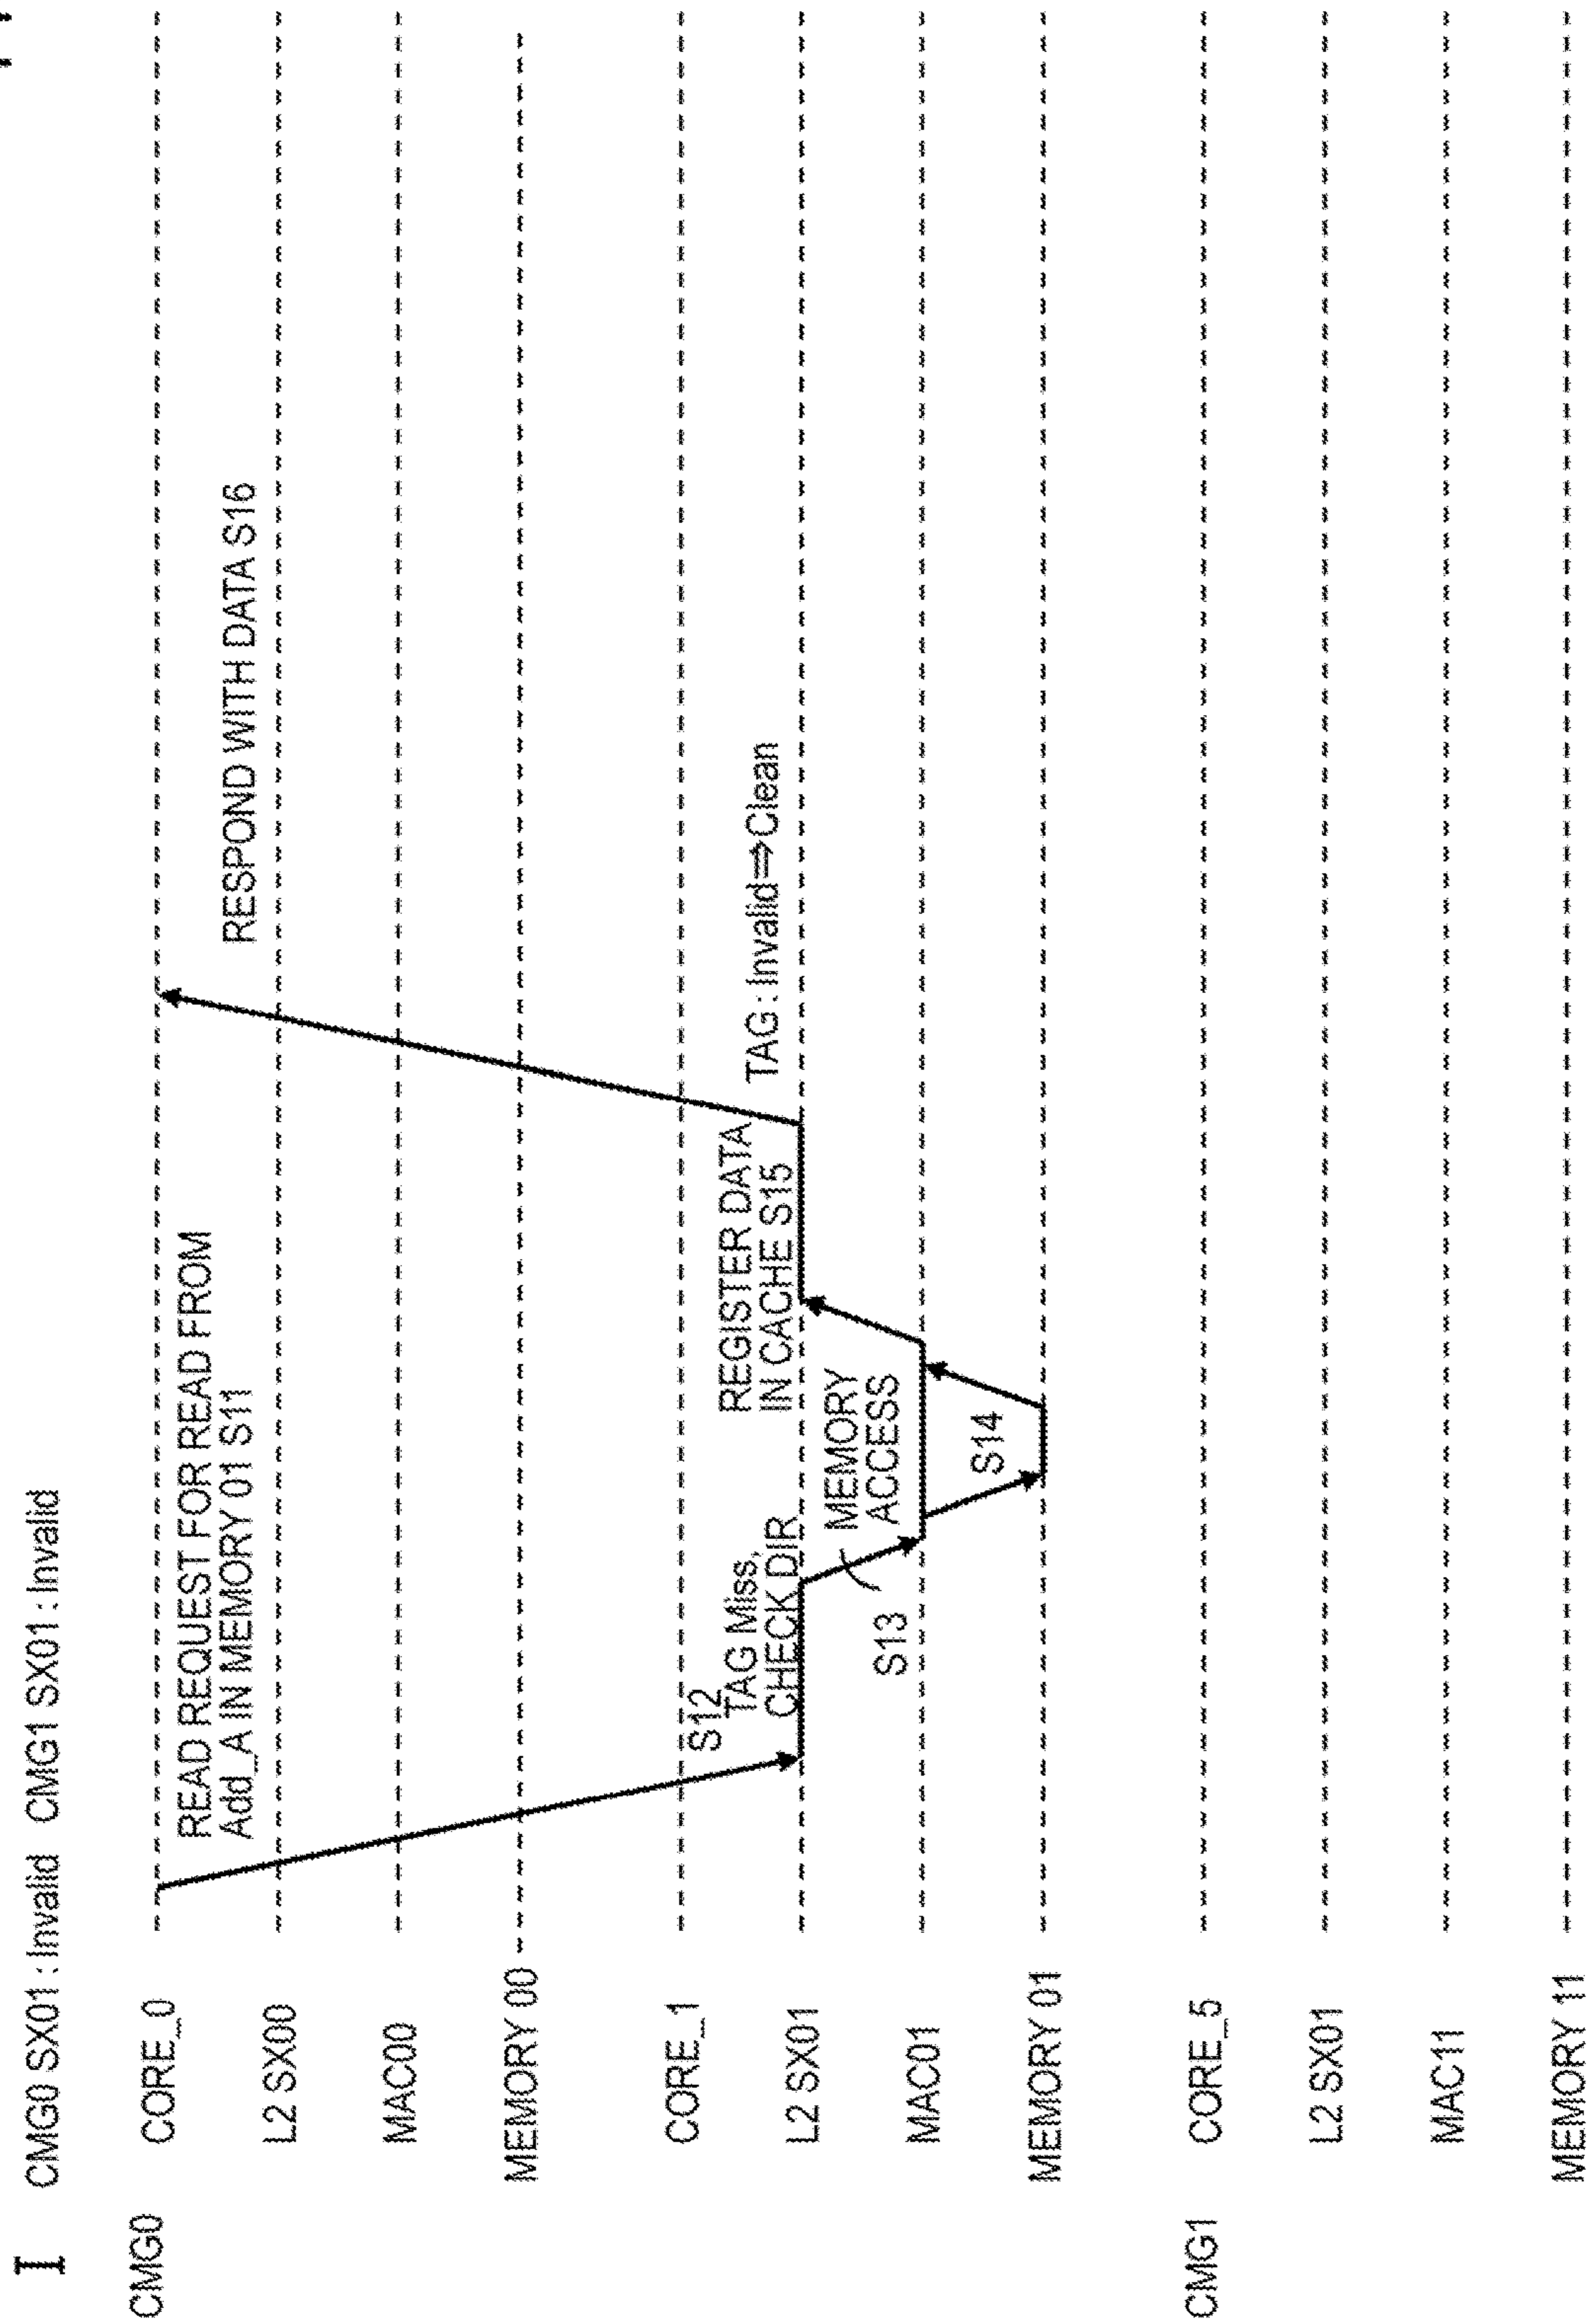 I CMG0 SX01 : Invalid CMG1 SX01 : Invalid
CMG0 CORE_0
READ REQUEST FOR READ FROM
Add_A IN MEMORY 01 S11
RESPOND WITH DATA S16
L2 SX00
MAC00
MEMORY 00
CORE_1
S12
TAG Miss,
CHECK DIR
REGISTER DATA
IN CACHE S15
TAG : Invalid⇒Clean
L2 SX01
S13
MEMORY
ACCESS
MAC01
S14
MEMORY 01
CMG1 CORE_5
L2 SX01
MAC11
MEMORY 11